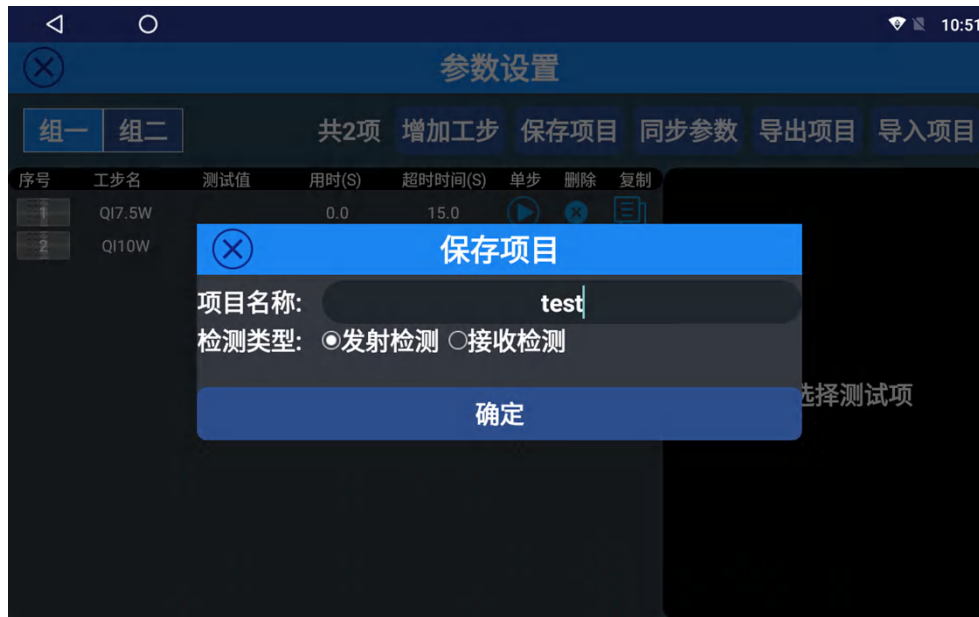 10:51
参数设置
组一 组二 共2项 增加工步 保存项目 同步参数 导出项目 导入项目
序号 工步名 测试值 用时(S) 超时时间(S) 单步 删除 复制
1 QI7.5W 0.0 15.0
2 QI10W
保存项目
项目名称: test
检测类型: 发射检测 接收检测
选择测试项
确定